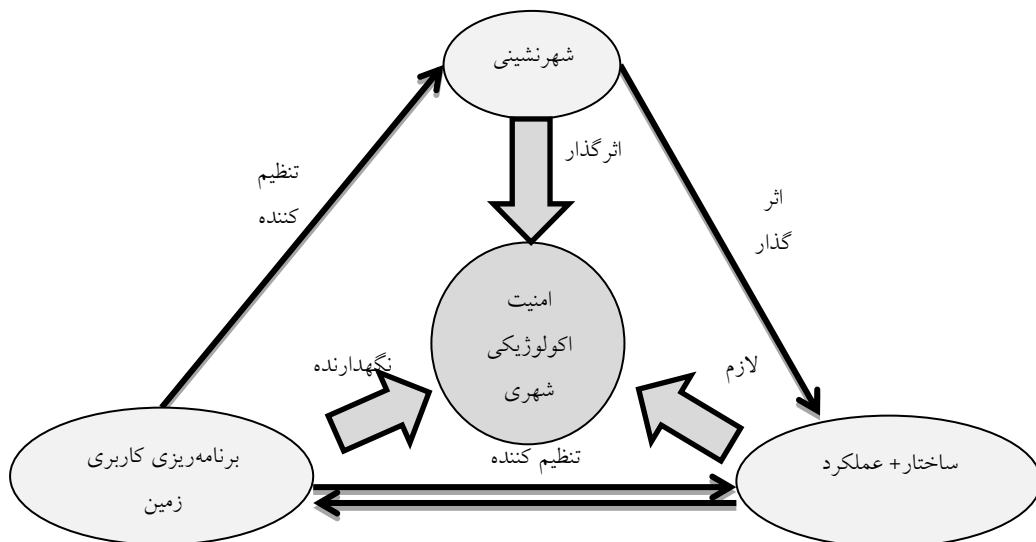 شهرنشینی
اثرگذار
تنظیم
کننده
اثر
گذار
امنیت
اکولوژیکی
شهری
نگهدارنده
لازم
تنظیم کننده
برنامه‌ریزی کاربری
زمین
ساختار+ عملکرد